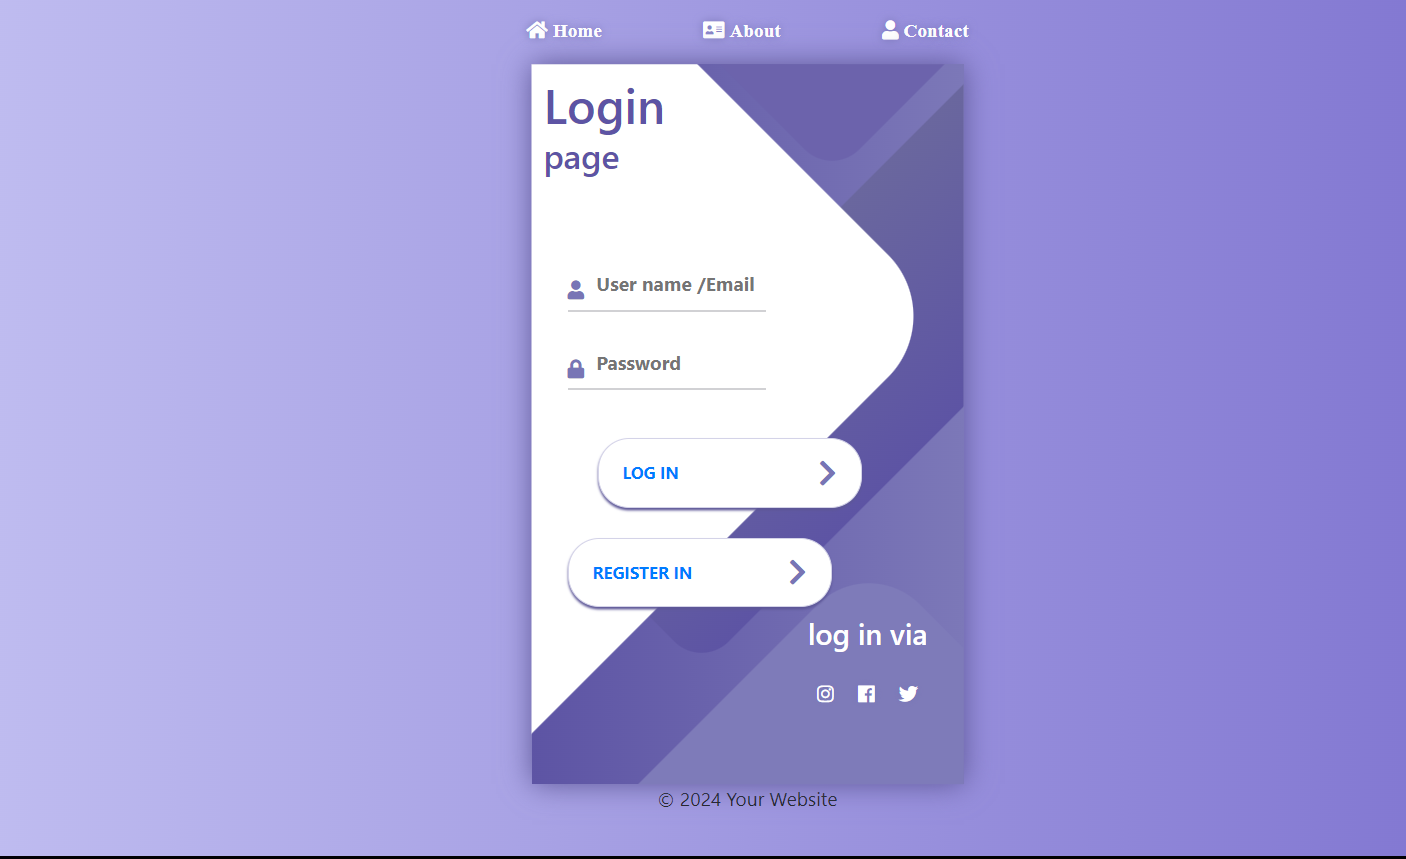 Home About Contact
Login
page
User name /Email
Password
LOG IN
REGISTER IN
log in via
© 2024 Your Website